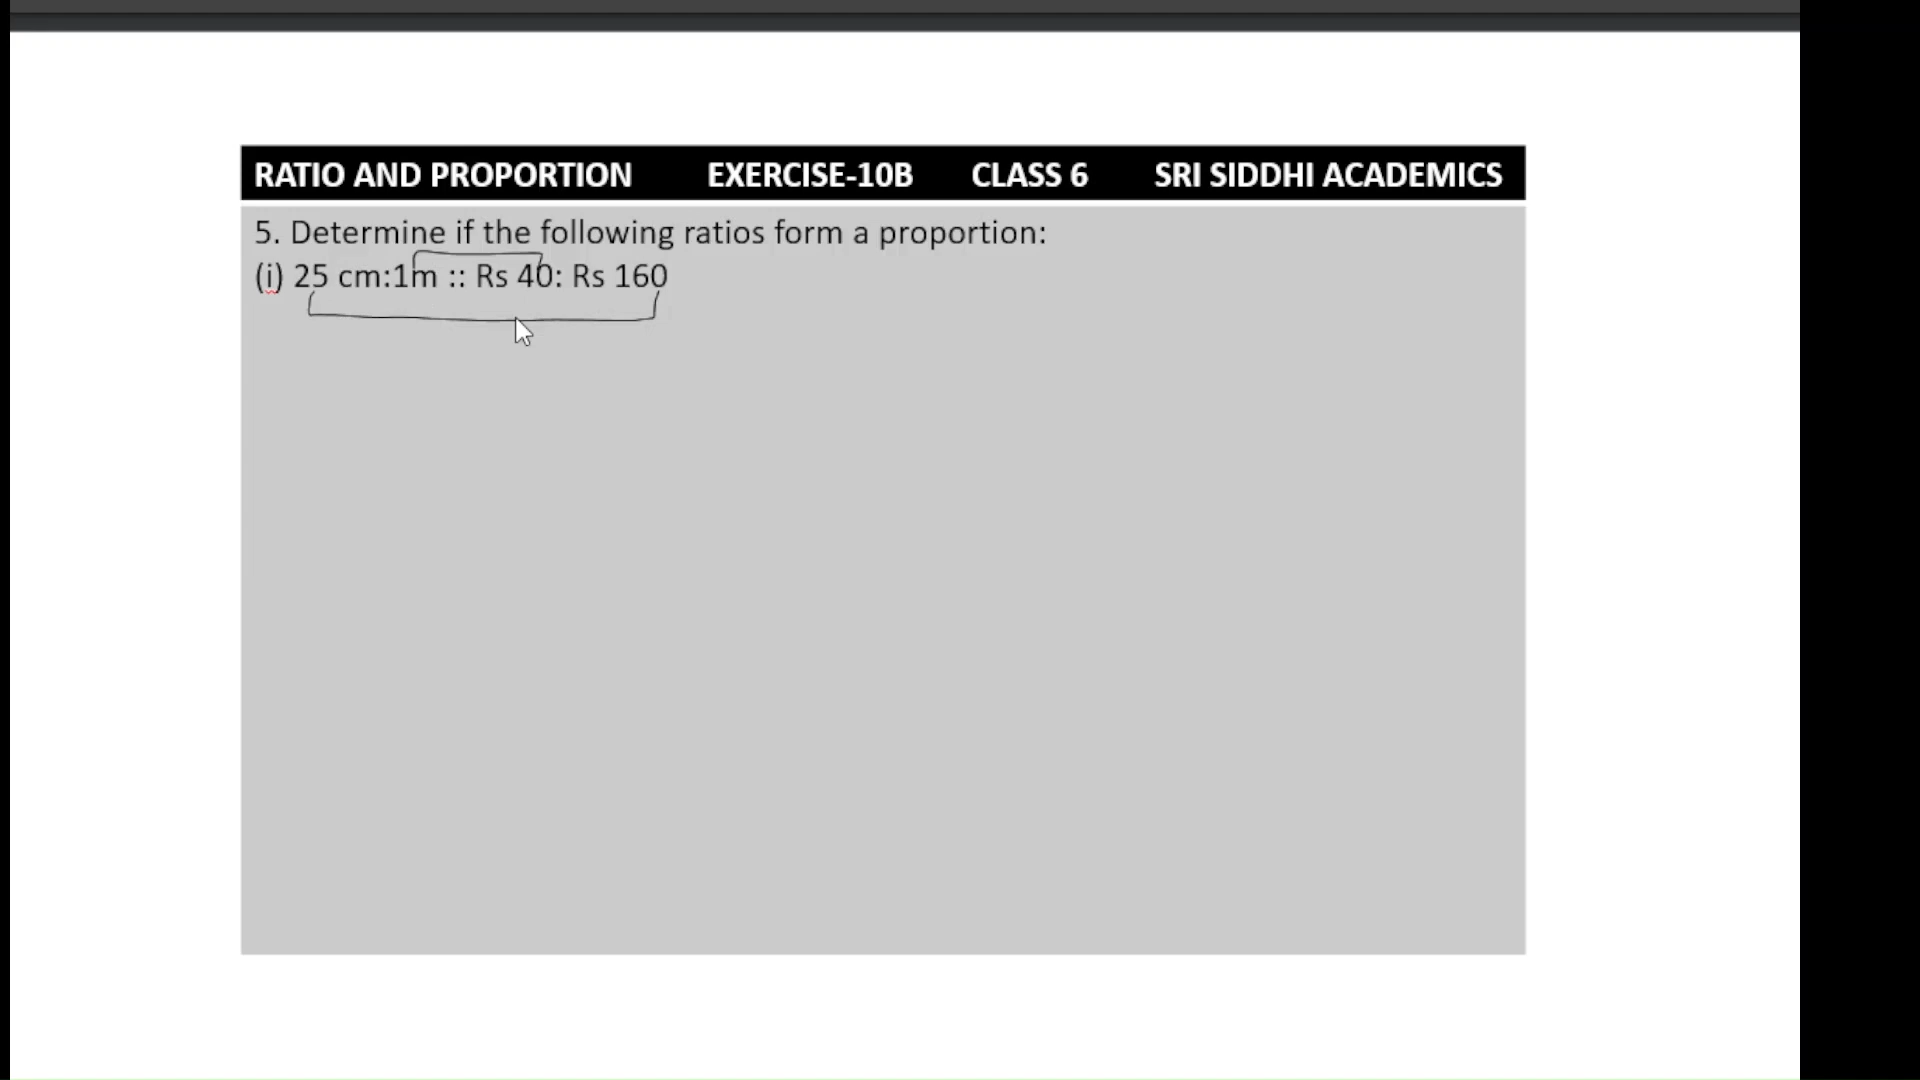 RATIO AND PROPORTION EXERCISE-10B CLASS 6 SRI SIDDHI ACADEMICS
5. Determine if the following ratios form a proportion:
(i) 25 cm:1m :: Rs 40: Rs 160